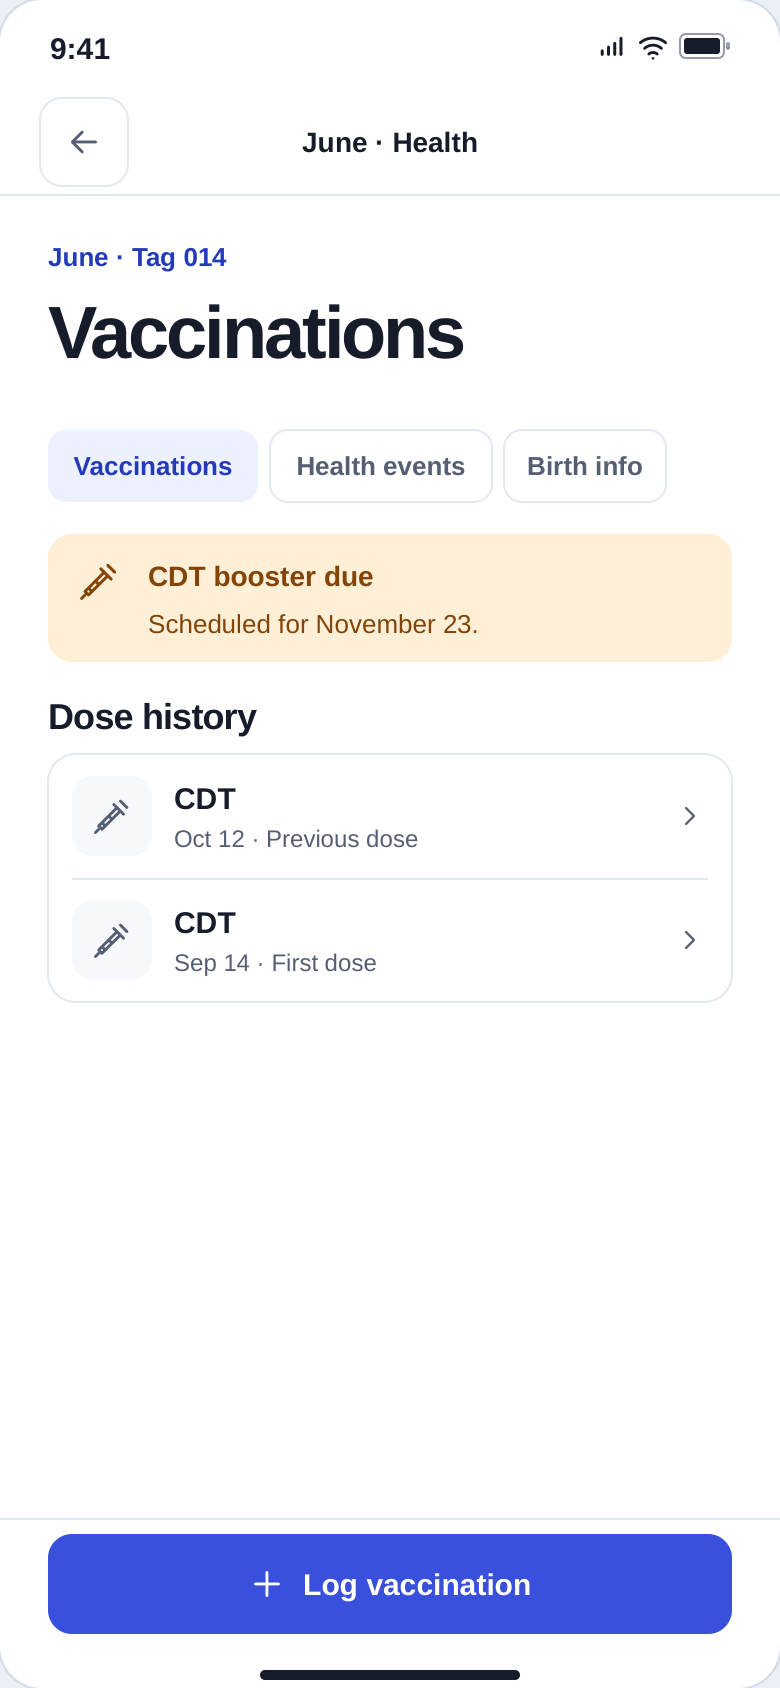 9:41
June · Health
June · Tag 014
Vaccinations
Vaccinations
Health events
Birth info
CDT booster due
Scheduled for November 23.
Dose history
CDT
Oct 12 · Previous dose
CDT
Sep 14 · First dose
Log vaccination